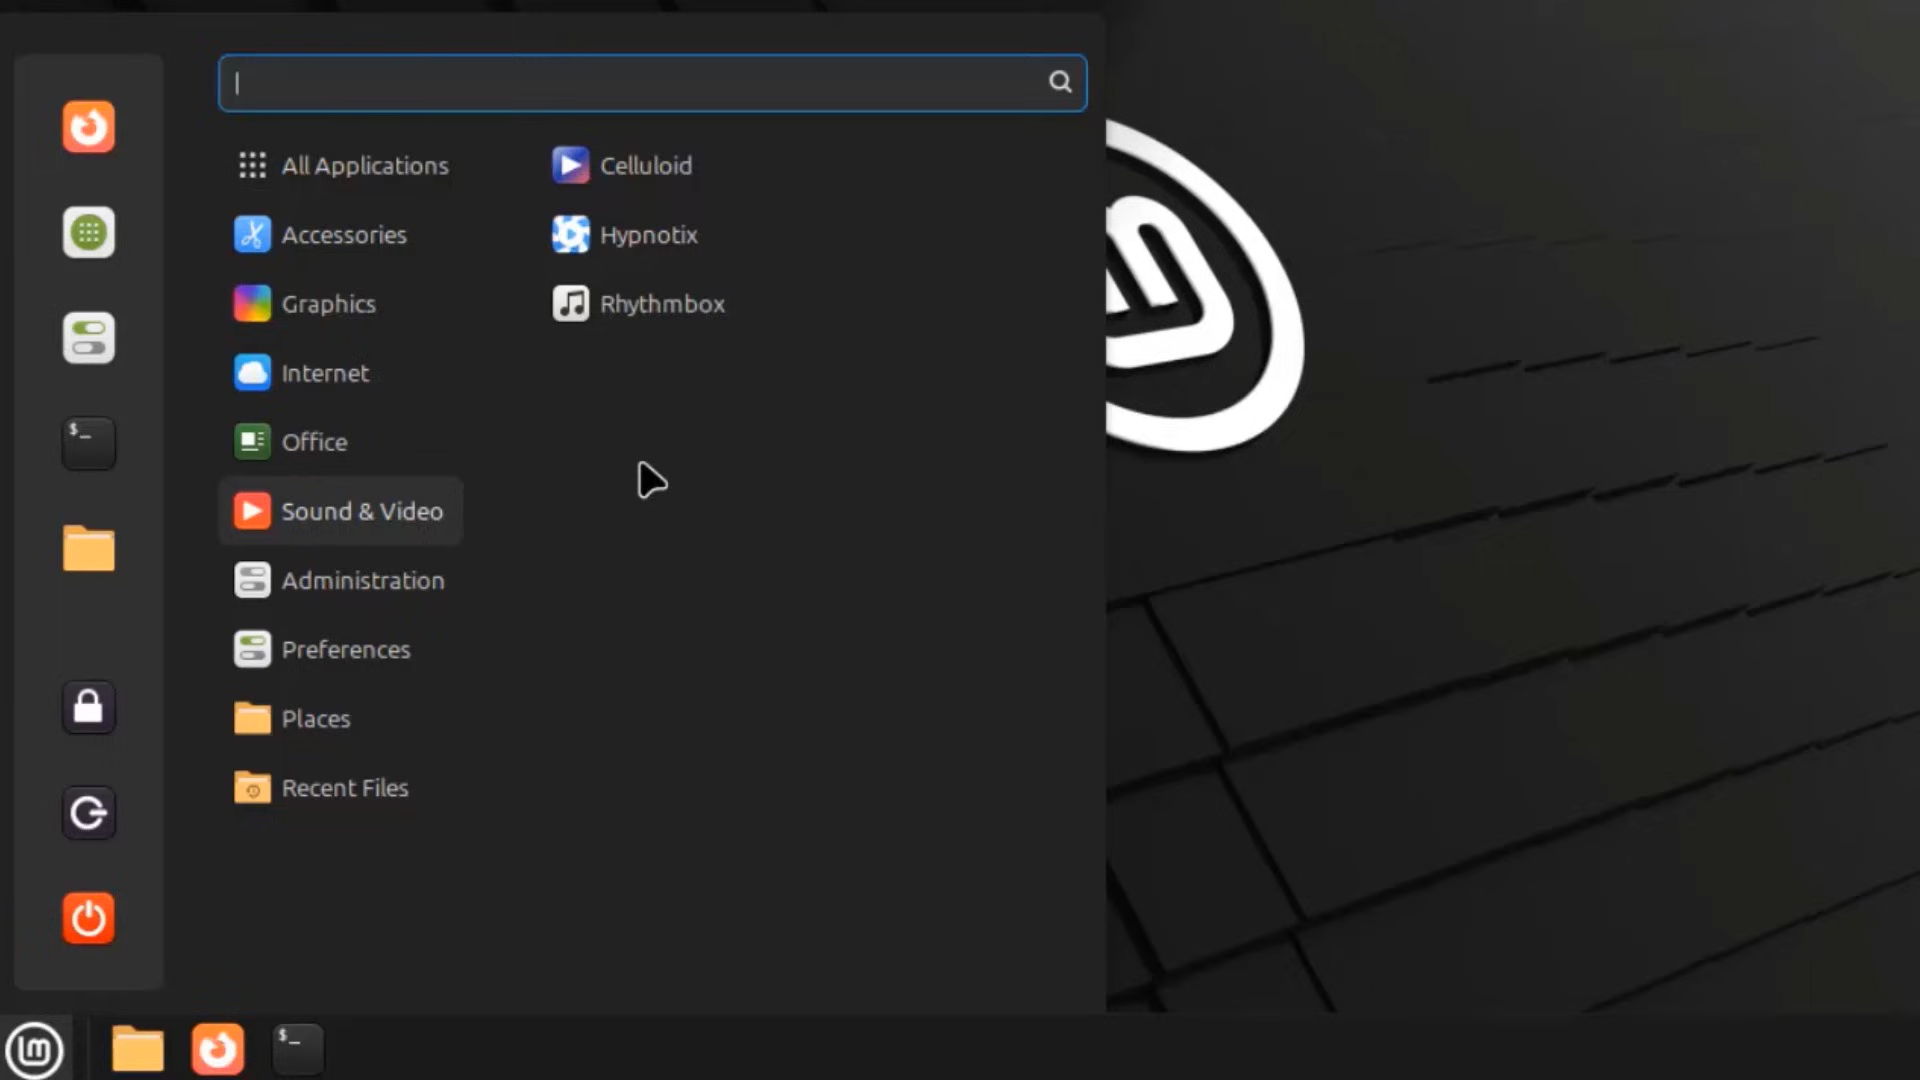 All Applications
Accessories
Graphics
Internet
Office
Sound & Video
Administration
Preferences
Places
Recent Files
Celluloid
Hypnotix
Rhythmbox
$_
$_